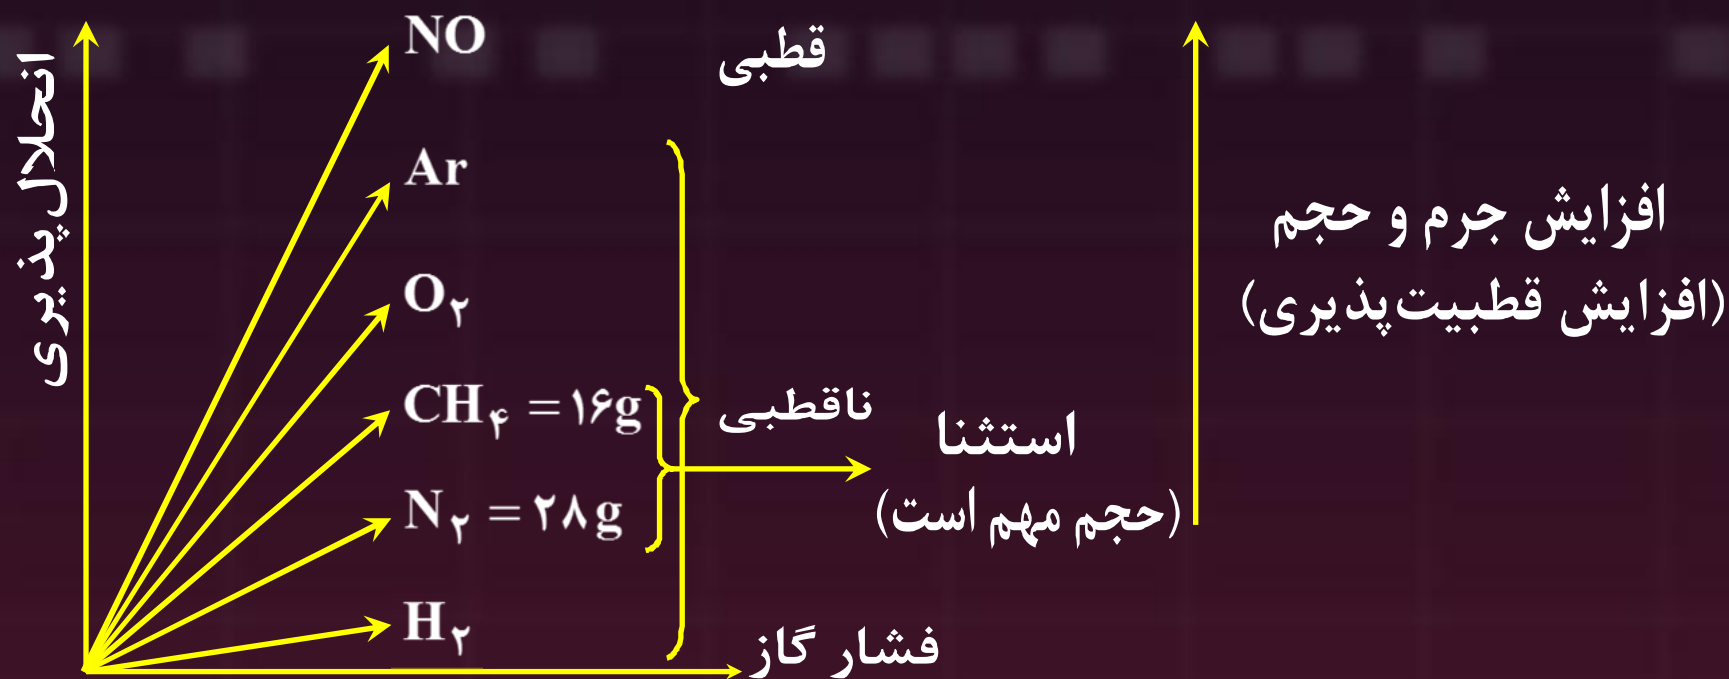 انحلال‌پذیری
NO
قطبی
Ar
O۲
CH۴ = ۱۶g
N۲ = ۲۸g
H۲
ناقطبی
استثنا
(حجم مهم است)
فشار گاز
افزایش جرم و حجم
(افزایش قطبیت‌پذیری)